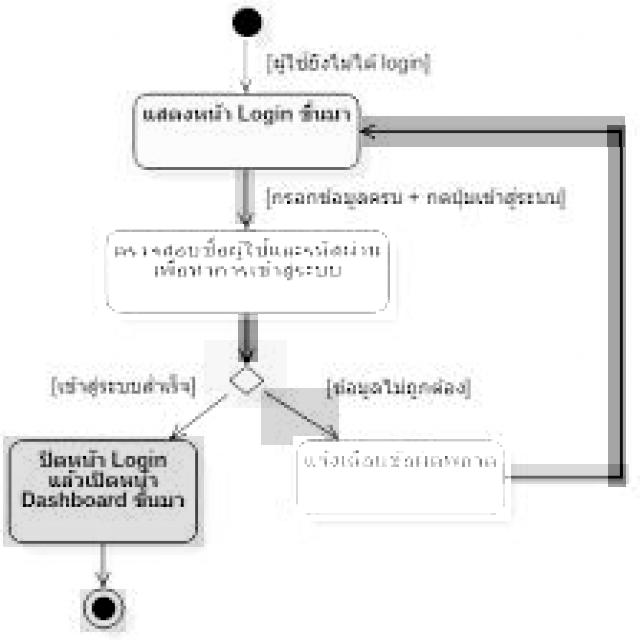 [ผู้ใช้ยังไม่ได้ login]
แสดงหน้า Login ขึ้นมา
[กรอกข้อมูลครบ + กดปุ่มเข้าสู่ระบบ]
ตรวจสอบชื่อผู้ใช้และรหัสผ่าน
เพื่อทำการเข้าสู่ระบบ
[เข้าสู่ระบบสำเร็จ]
[ข้อมูลไม่ถูกต้อง]
ปิดหน้า Login
แล้วเปิดหน้า
Dashboard ขึ้นมา
แจ้งเตือนข้อผิดพลาด